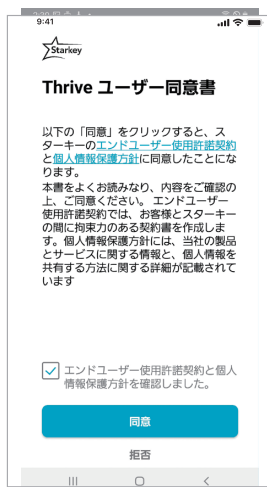 9:41
Starkey
Thrive ユーザー同意書
以下の「同意」をクリックすると、ス
ターキーのエンドユーザー使用許諾契約
と個人情報保護方針に同意したことにな
ります。
本書をよくお読みなり、内容をご確認の
上、ご同意ください。エンドユーザー
使用許諾契約では、お客様とスターキー
の間に拘束力のある契約書を作成しま
す。個人情報保護方針には、当社の製品
とサービスに関する情報と、個人情報を
共有する方法に関する詳細が記載されて
います
エンドユーザー使用許諾契約と個人
情報保護方針を確認しました。
同意
拒否